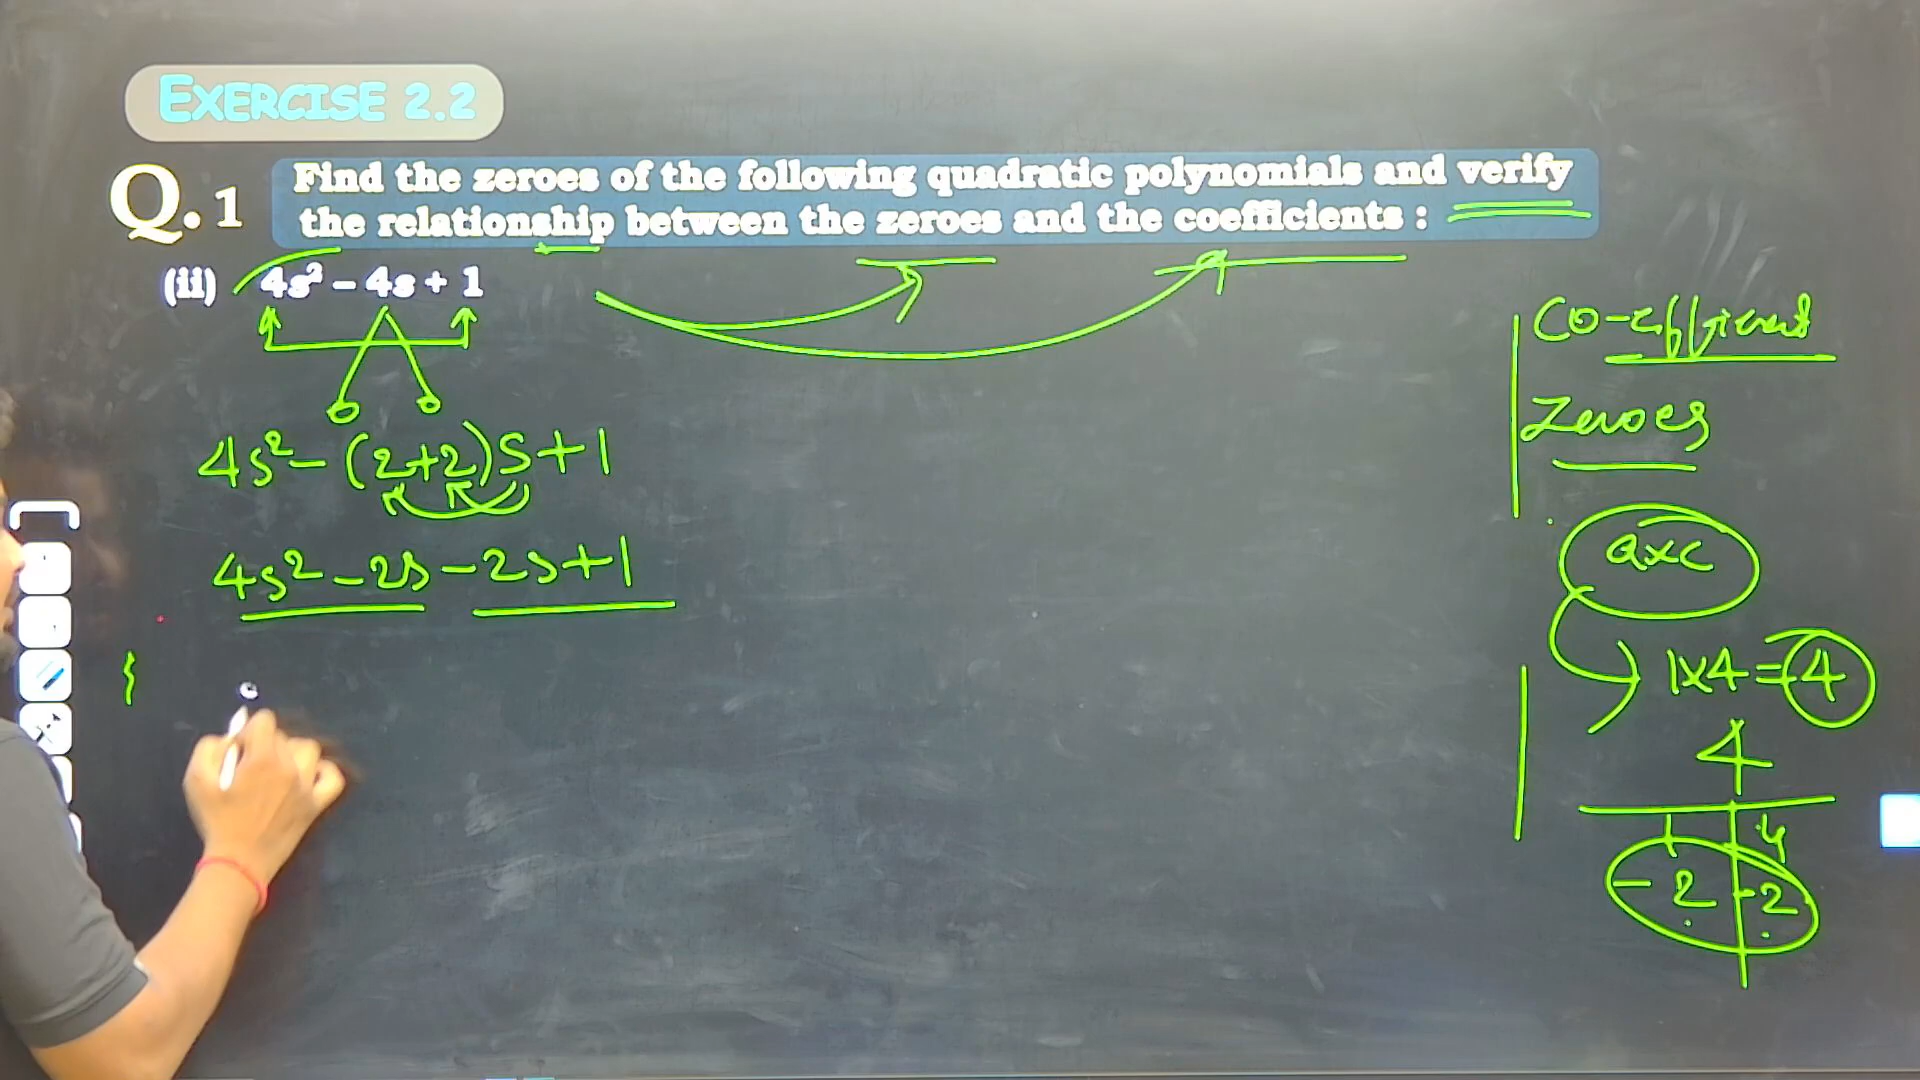 EXERCISE 2.2
Q. 1 Find the zeroes of the following quadratic polynomials and verify
the relationship between the zeroes and the coefficients :
(ii) 4s² - 4s + 1
4s² - (2+2)s + 1
4s² - 2s - 2s + 1
Co-efficient
Zeroes
a×c
1×4 = 4
4
1 4
-2 -2